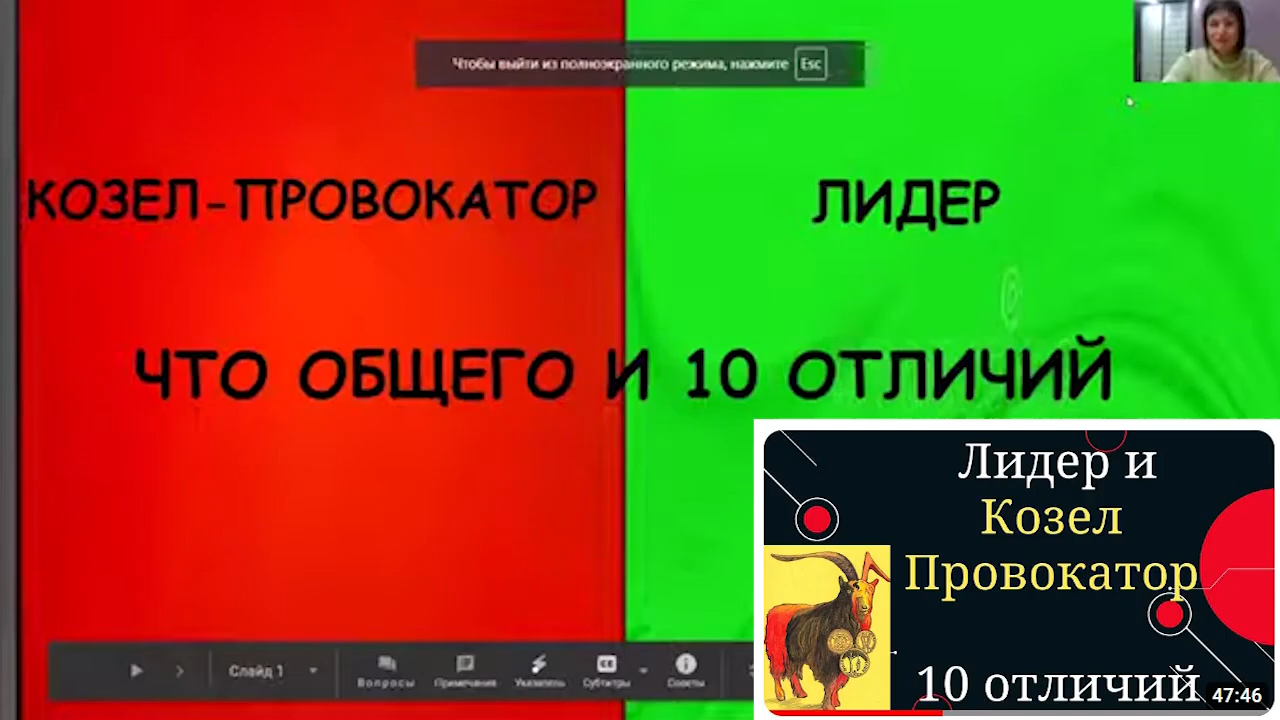 Чтобы выйти из полноэкранного режима, нажмите Esc
КОЗЕЛ-ПРОВОКАТОР
ЛИДЕР
ЧТО ОБЩЕГО И 10 ОТЛИЧИЙ
Лидер и
Козел
Провокатор
10 отличий
47:46
Слайд 1
Вопросы
Примечания
Указатель
Субтитры
Советы